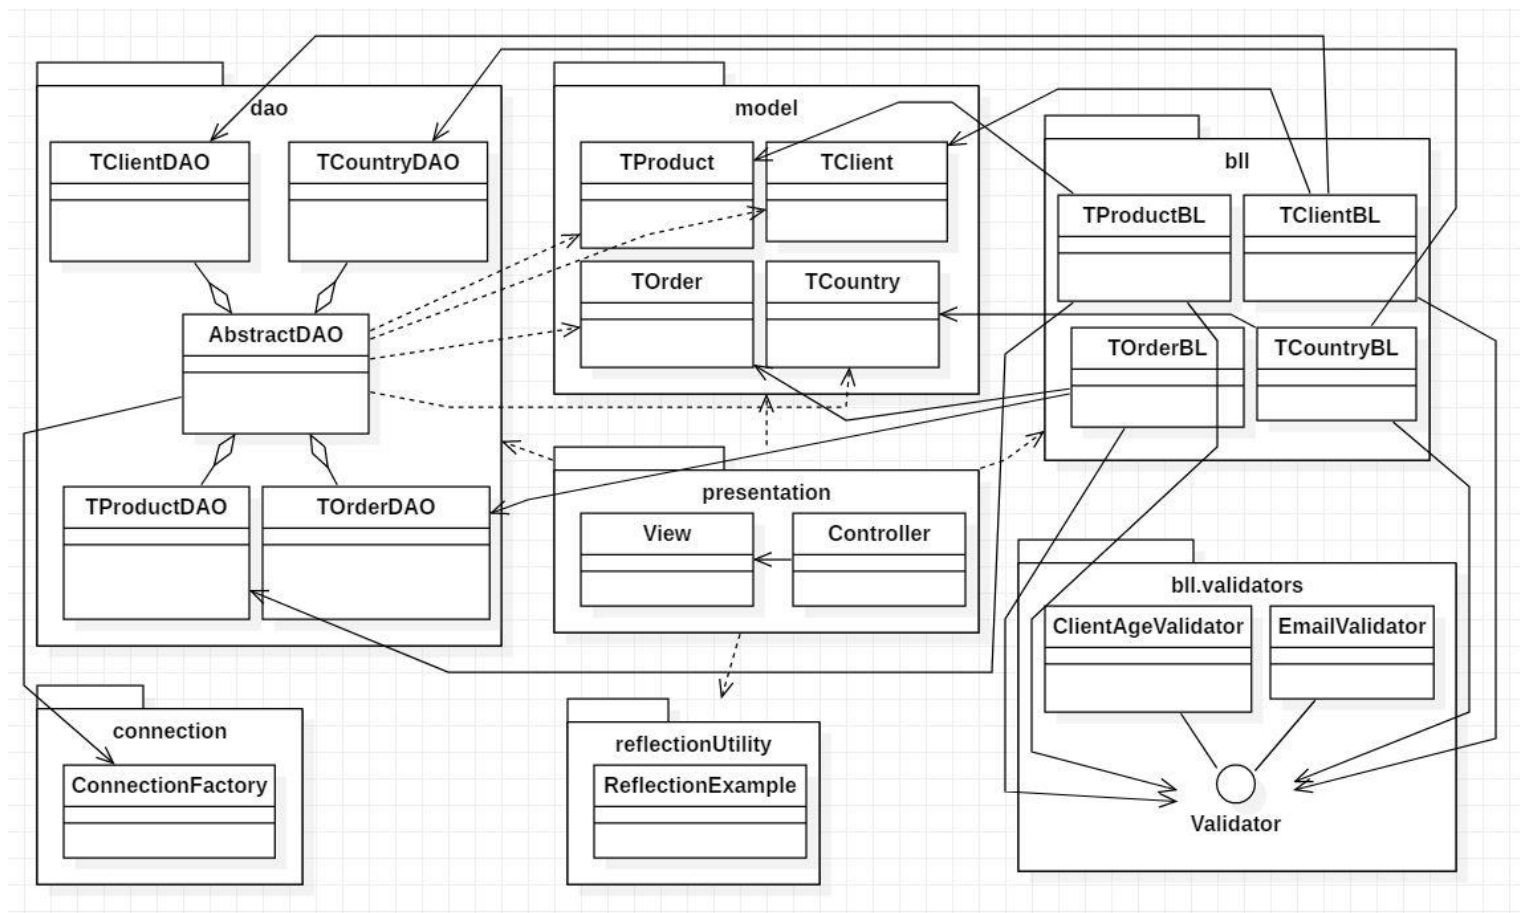 dao
TClientDAO
TCountryDAO
AbstractDAO
TProductDAO
TOrderDAO
model
TProduct
TClient
TOrder
TCountry
bll
TProductBL
TClientBL
TOrderBL
TCountryBL
presentation
View
Controller
bll.validators
ClientAgeValidator
EmailValidator
Validator
connection
ConnectionFactory
reflectionUtility
ReflectionExample